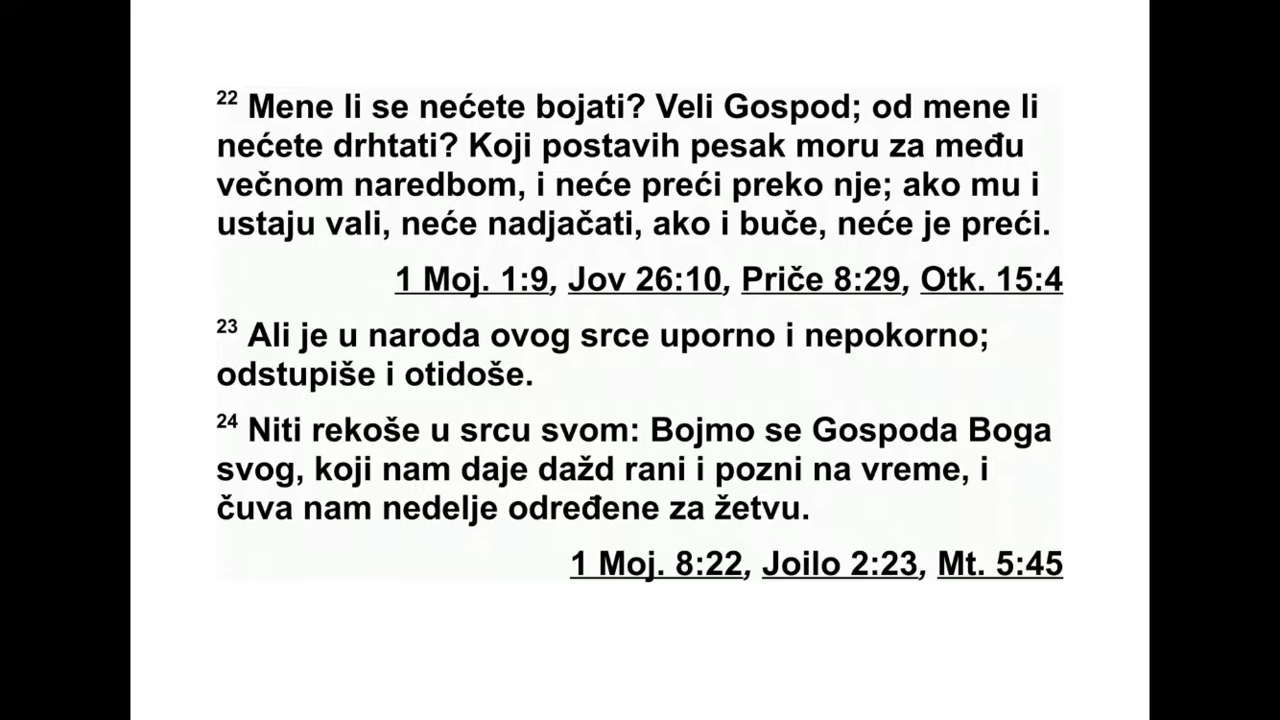 22 Mene li se nećete bojati? Veli Gospod; od mene li
nećete drhtati? Koji postavih pesak moru za među
večnom naredbom, i neće preći preko nje; ako mu i
ustaju vali, neće nadjačati, ako i buče, neće je preći.
1 Moj. 1:9, Jov 26:10, Priče 8:29, Otk. 15:4
23 Ali je u naroda ovog srce uporno i nepokorno;
odstupiše i otidoše.
24 Niti rekoše u srcu svom: Bojmo se Gospoda Boga
svog, koji nam daje dažd rani i pozni na vreme, i
čuva nam nedelje određene za žetvu.
1 Moj. 8:22, Joilo 2:23, Mt. 5:45